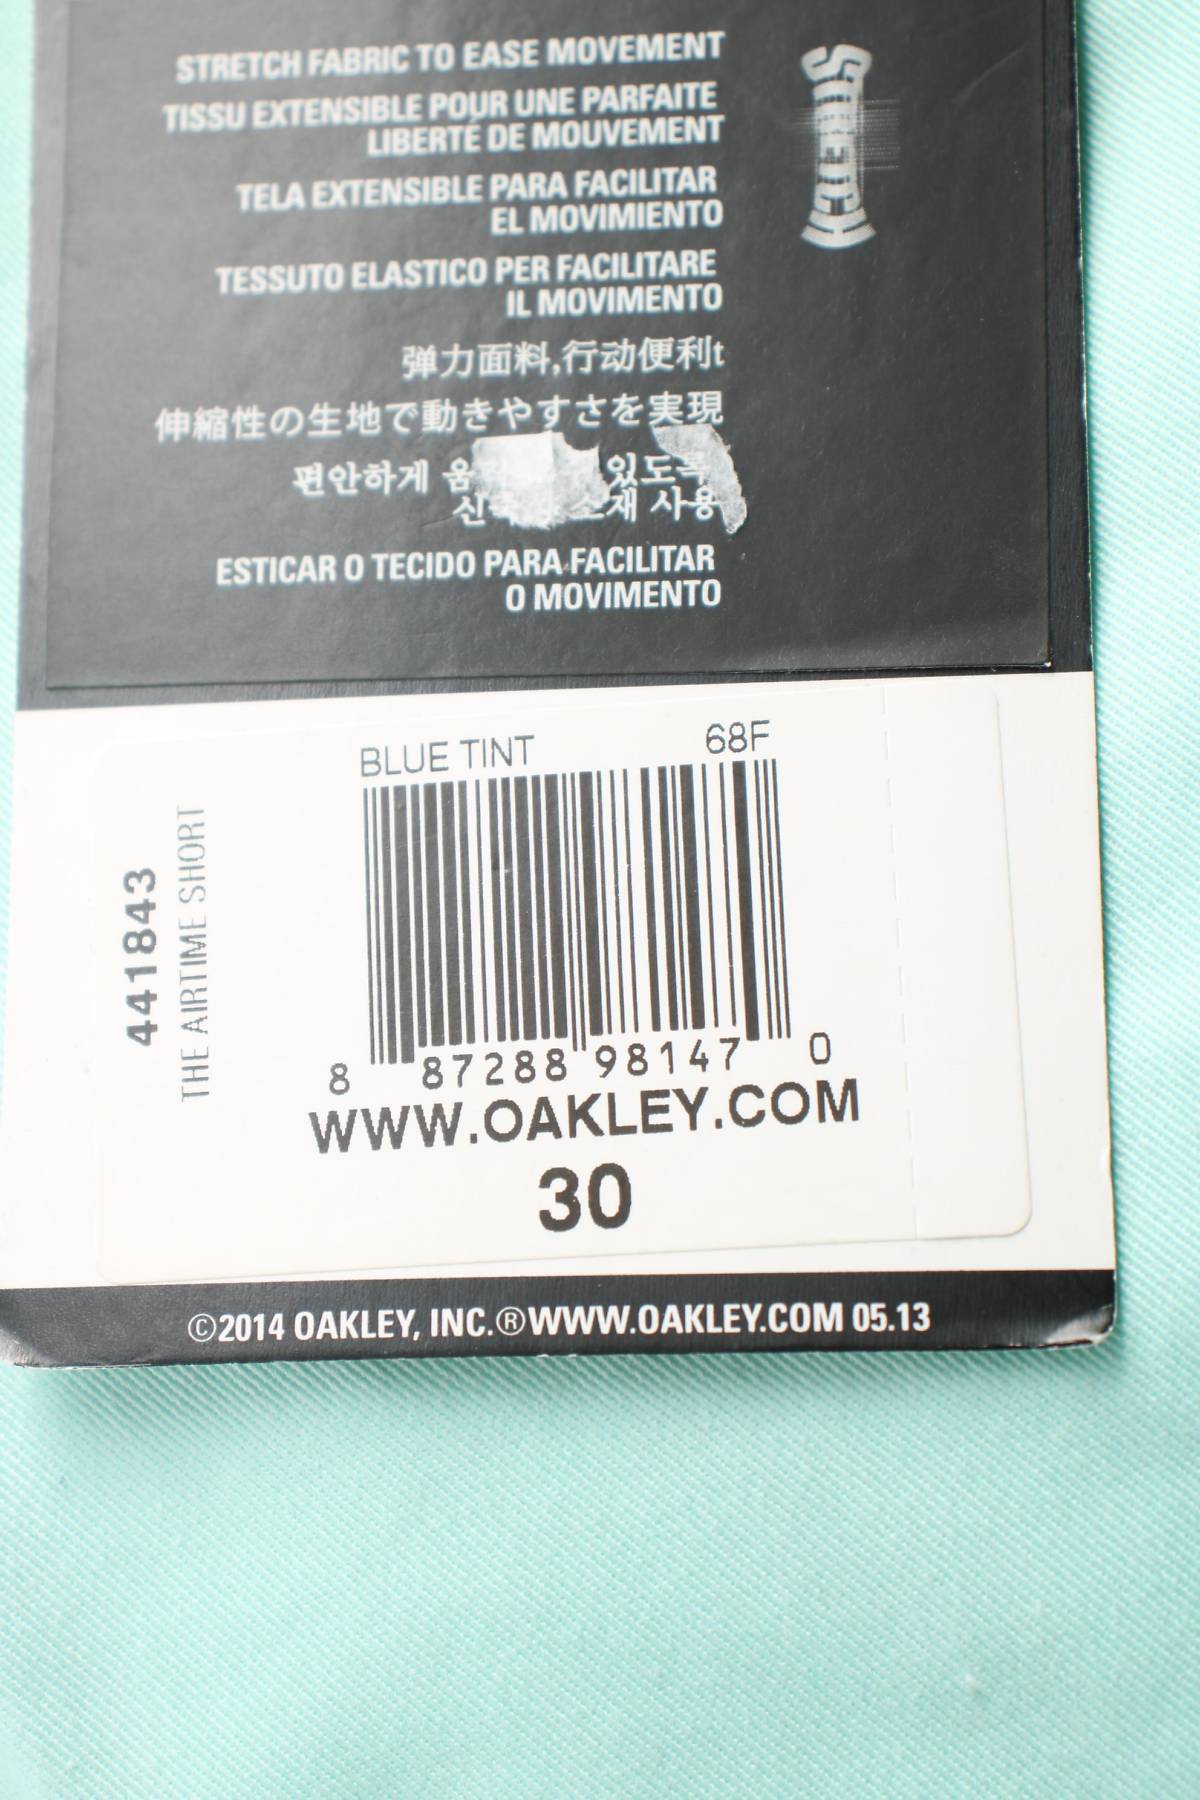 STRETCH FABRIC TO EASE MOVEMENT
TISSU EXTENSIBLE POUR UNE PARFAITE
LIBERTÉ DE MOUVEMENT
TELA EXTENSIBLE PARA FACILITAR
EL MOVIMIENTO
TESSUTO ELASTICO PER FACILITARE
IL MOVIMENTO
弹力面料,行动便利t
伸縮性の生地で動きやすさを実現
편안하게 있도록
사용
ESTICAR O TECIDO PARA FACILITAR
O MOVIMENTO
BLUE TINT 68F
441843
THE AIRTIME SHORT
8 87288 98147 0
WWW.OAKLEY.COM
30
©2014 OAKLEY, INC.®WWW.OAKLEY.COM 05.13